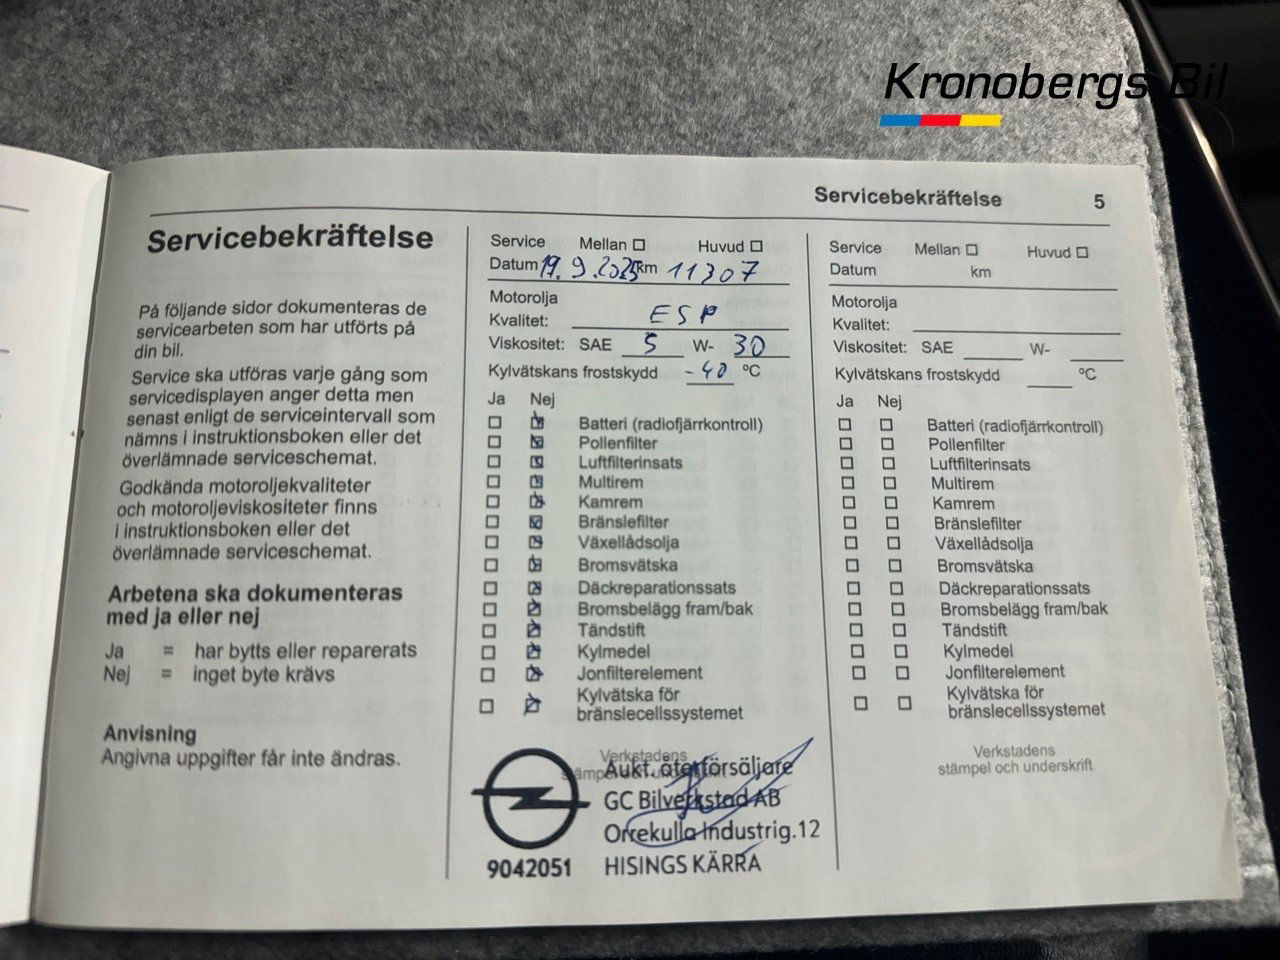 Kronobergs Bil
Servicebekräftelse 5
Servicebekräftelse
På följande sidor dokumenteras de
servicearbeten som har utförts på
din bil.
Service ska utföras varje gång som
servicedisplayen anger detta men
senast enligt de serviceintervall som
nämns i instruktionsboken eller det
överlämnade serviceschemat.
Godkända motoroljekvaliteter
och motoroljeviskositeter finns
i instruktionsboken eller det
överlämnade serviceschemat.
Arbetena ska dokumenteras
med ja eller nej
Ja = har bytts eller reparerats
Nej = inget byte krävs
Anvisning
Angivna uppgifter får inte ändras.
Service Mellan Huvud
Datum 19.9.2025 km 11307
Motorolja
Kvalitet: ESP
Viskositet: SAE 5 W- 30
Kylvätskans frostskydd -40 °C
Ja Nej
Batteri (radiofjärrkontroll)
Pollenfilter
Luftfilterinsats
Multirem
Kamrem
Bränslefilter
Växellådsolja
Bromsvätska
Däckreparationssats
Bromsbelägg fram/bak
Tändstift
Kylmedel
Jonfilterelement
Kylvätska för
bränslecellssystemet
Verkstadens
stämpel och underskrift
Aukt. återförsäljare
GC Bilverkstad AB
Orrekulla Industrig.12
9042051 HISINGS KÄRRA
Service Mellan Huvud
Datum km
Motorolja
Kvalitet:
Viskositet: SAE W-
Kylvätskans frostskydd °C
Ja Nej
Batteri (radiofjärrkontroll)
Pollenfilter
Luftfilterinsats
Multirem
Kamrem
Bränslefilter
Växellådsolja
Bromsvätska
Däckreparationssats
Bromsbelägg fram/bak
Tändstift
Kylmedel
Jonfilterelement
Kylvätska för
bränslecellssystemet
Verkstadens
stämpel och underskrift